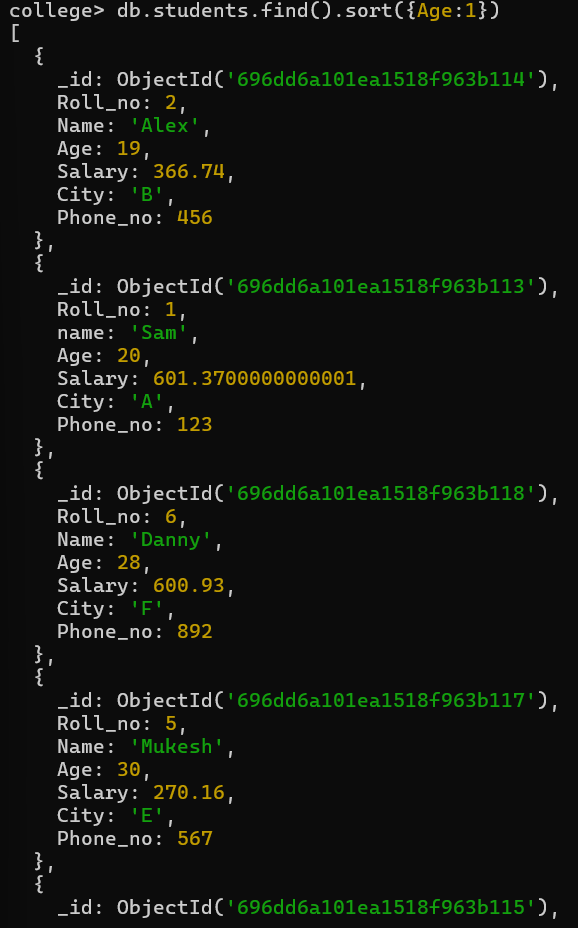 college> db.students.find().sort({Age:1})
[
  {
    _id: ObjectId('696dd6a101ea1518f963b114'),
    Roll_no: 2,
    Name: 'Alex',
    Age: 19,
    Salary: 366.74,
    City: 'B',
    Phone_no: 456
  },
  {
    _id: ObjectId('696dd6a101ea1518f963b113'),
    Roll_no: 1,
    name: 'Sam',
    Age: 20,
    Salary: 601.3700000000001,
    City: 'A',
    Phone_no: 123
  },
  {
    _id: ObjectId('696dd6a101ea1518f963b118'),
    Roll_no: 6,
    Name: 'Danny',
    Age: 28,
    Salary: 600.93,
    City: 'F',
    Phone_no: 892
  },
  {
    _id: ObjectId('696dd6a101ea1518f963b117'),
    Roll_no: 5,
    Name: 'Mukesh',
    Age: 30,
    Salary: 270.16,
    City: 'E',
    Phone_no: 567
  },
  {
    _id: ObjectId('696dd6a101ea1518f963b115'),